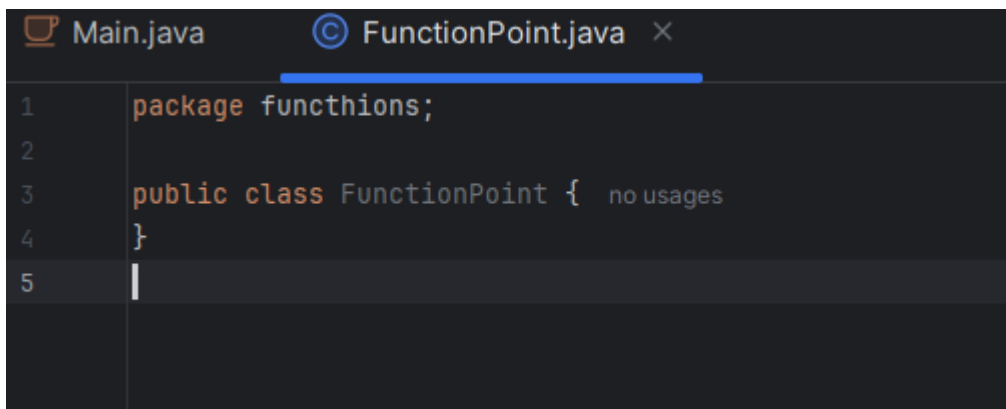 Main.java FunctionPoint.java ×
1 package functhions;
2
3 public class FunctionPoint { no usages
4 }
5